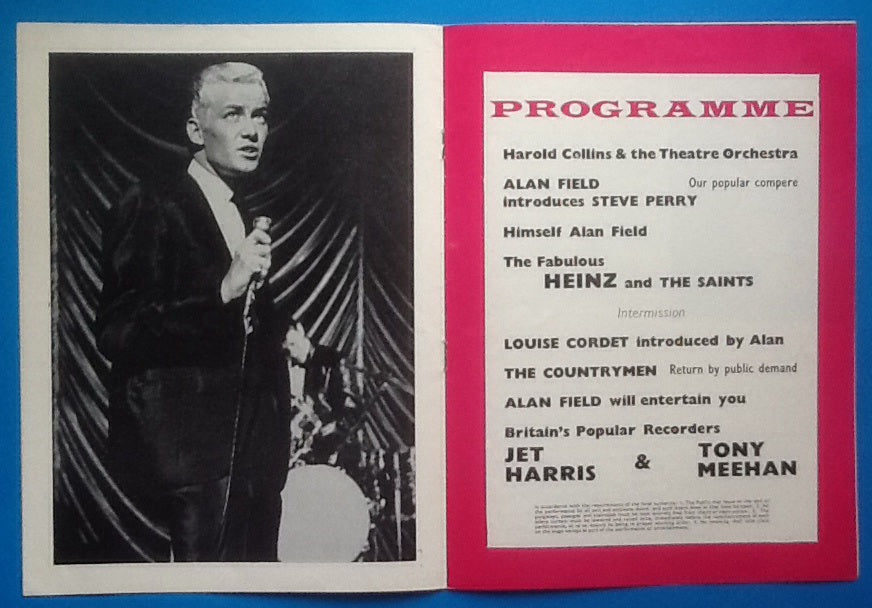 PROGRAMME
Harold Collins & the Theatre Orchestra
ALAN FIELD Our popular compere
introduces STEVE PERRY
Himself Alan Field
The Fabulous
HEINZ and THE SAINTS
Intermission
LOUISE CORDET introduced by Alan
THE COUNTRYMEN Return by public demand
ALAN FIELD will entertain you
Britain's Popular Recorders
JET HARRIS & TONY MEEHAN